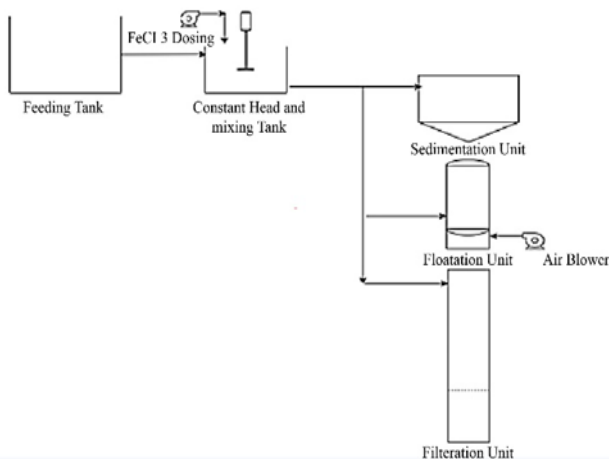 FeCl 3 Dosing
Feeding Tank
Constant Head and
mixing Tank
Sedimentation Unit
Floatation Unit
Air Blower
Filteration Unit